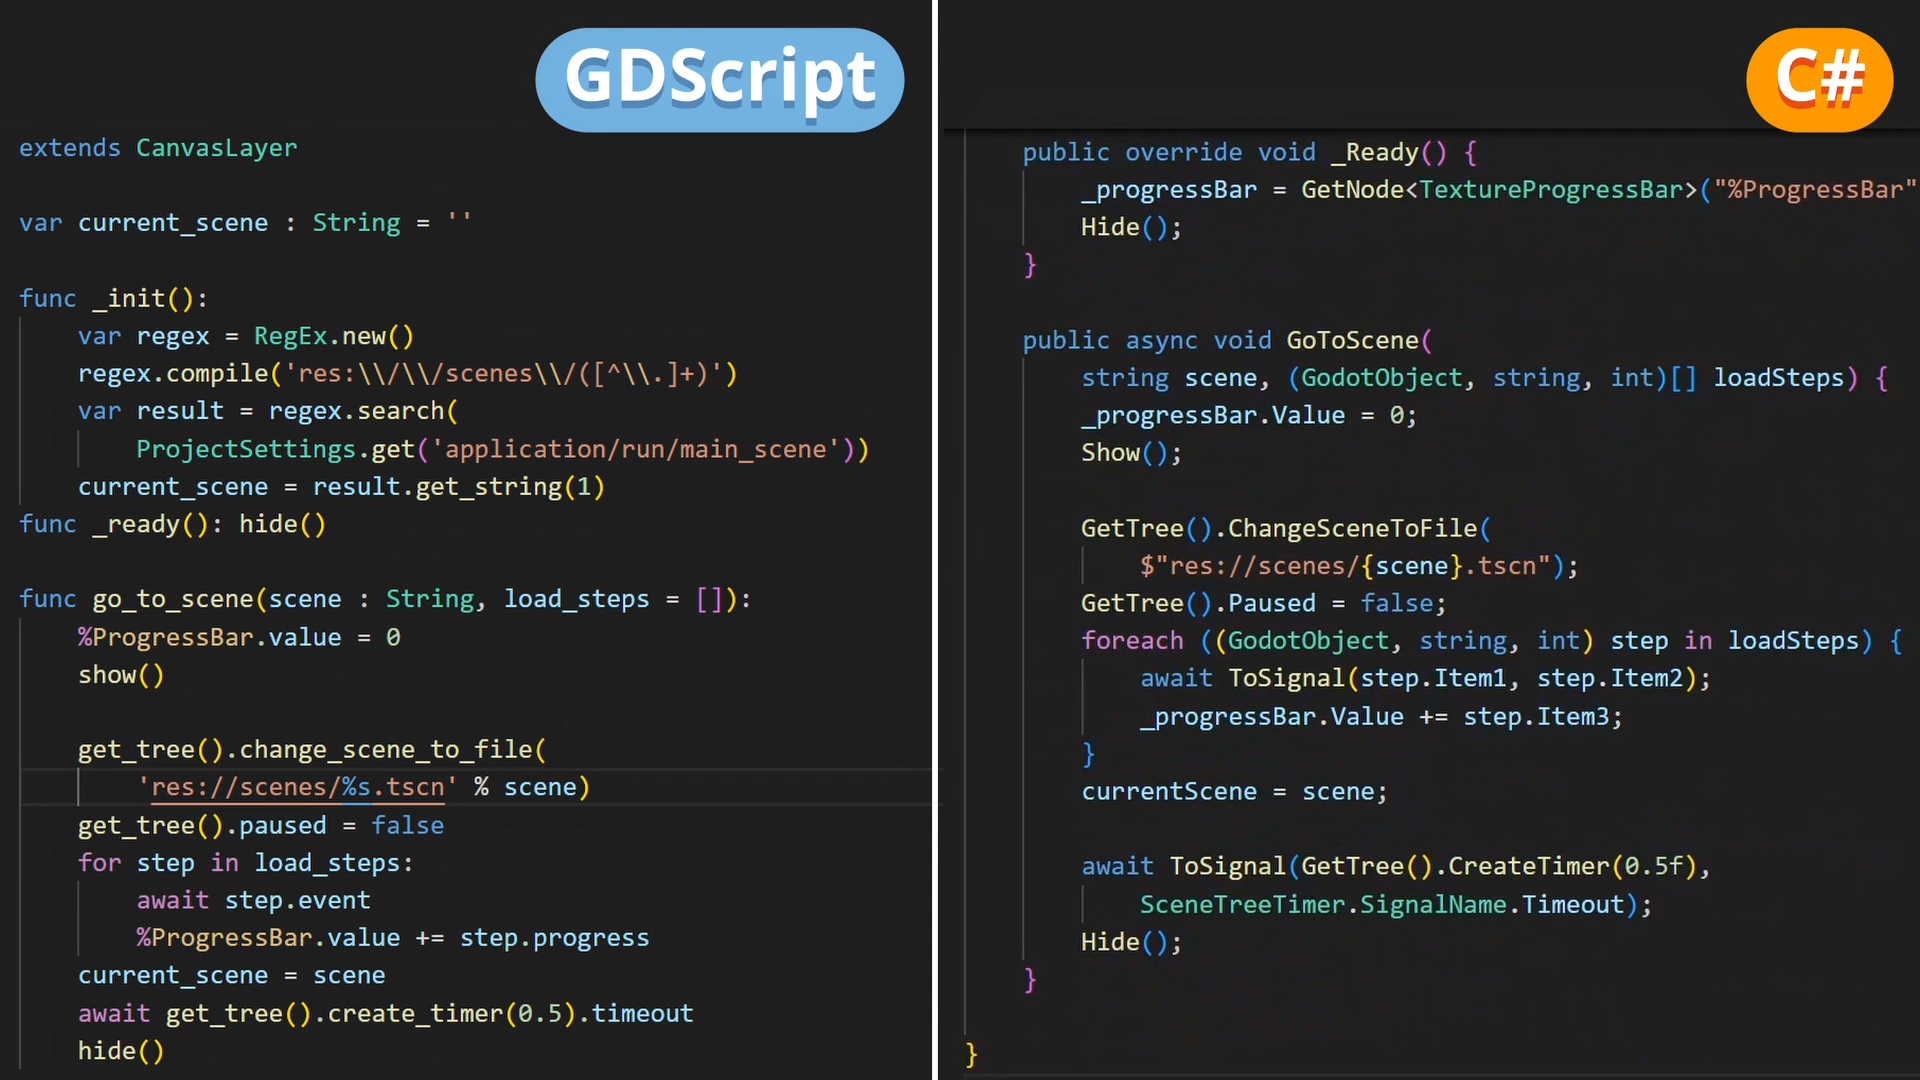 GDScript
extends CanvasLayer
var current_scene : String = ''
func _init():
var regex = RegEx.new()
regex.compile('res:\\/\\/scenes\\/([^\\.]+)')
var result = regex.search(
ProjectSettings.get('application/run/main_scene'))
current_scene = result.get_string(1)
func _ready(): hide()
func go_to_scene(scene : String, load_steps = []):
%ProgressBar.value = 0
show()
get_tree().change_scene_to_file(
'res://scenes/%s.tscn' % scene)
get_tree().paused = false
for step in load_steps:
await step.event
%ProgressBar.value += step.progress
current_scene = scene
await get_tree().create_timer(0.5).timeout
hide()
C#
public override void _Ready() {
_progressBar = GetNode<TextureProgressBar>("%ProgressBar"
Hide();
}
public async void GoToScene(
string scene, (GodotObject, string, int)[] loadSteps) {
_progressBar.Value = 0;
Show();
GetTree().ChangeSceneToFile(
$"res://scenes/{scene}.tscn");
GetTree().Paused = false;
foreach ((GodotObject, string, int) step in loadSteps) {
await ToSignal(step.Item1, step.Item2);
_progressBar.Value += step.Item3;
}
currentScene = scene;
await ToSignal(GetTree().CreateTimer(0.5f),
SceneTreeTimer.SignalName.Timeout);
Hide();
}
}